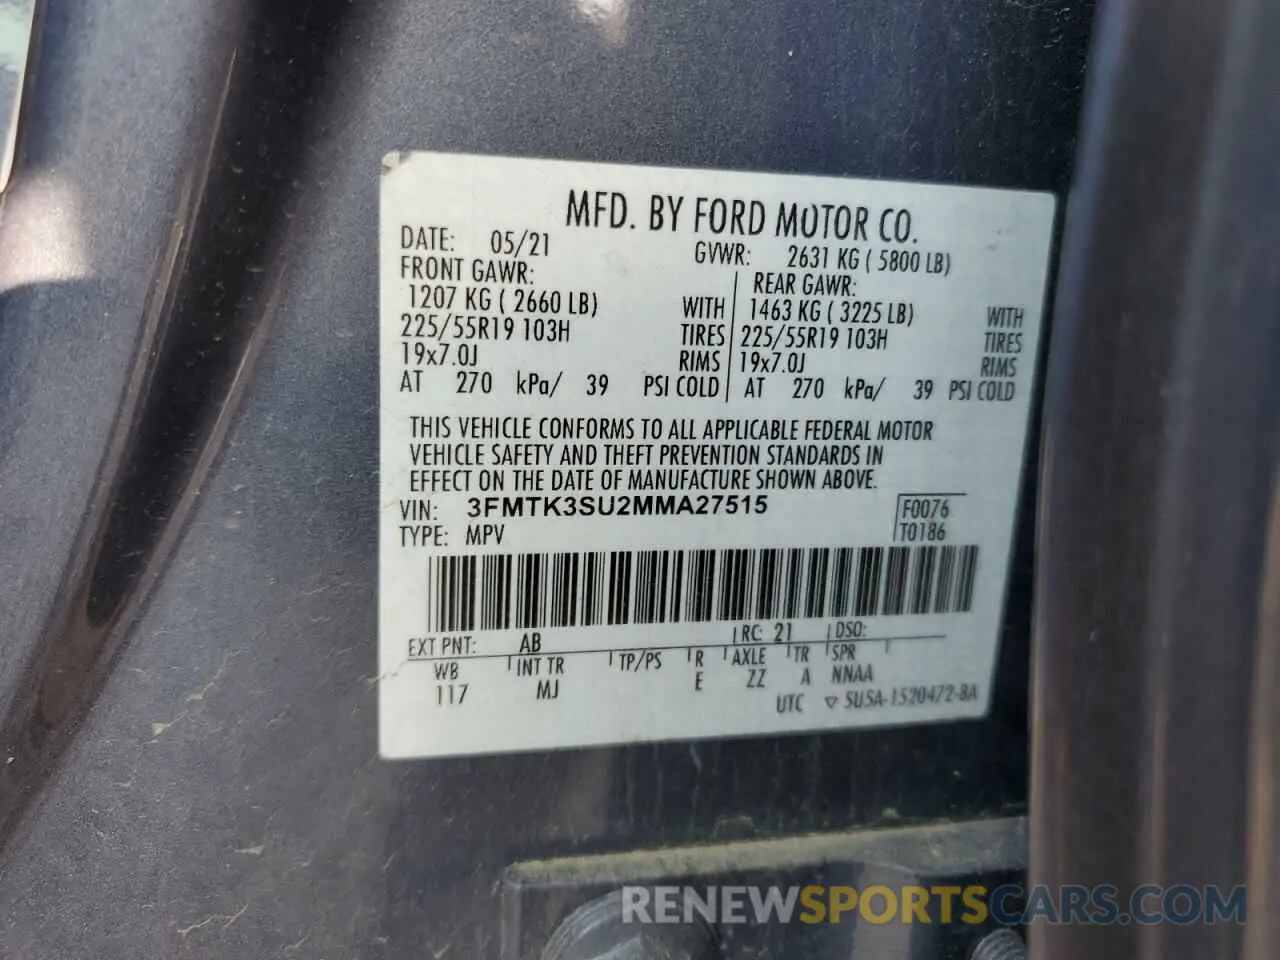 MFD. BY FORD MOTOR CO.
DATE: 05/21 GVWR: 2631 KG ( 5800 LB)
FRONT GAWR: REAR GAWR:
1207 KG ( 2660 LB) WITH 1463 KG ( 3225 LB) WITH
225/55R19 103H TIRES 225/55R19 103H TIRES
19x7.0J RIMS 19x7.0J RIMS
AT 270 kPa/ 39 PSI COLD AT 270 kPa/ 39 PSI COLD
THIS VEHICLE CONFORMS TO ALL APPLICABLE FEDERAL MOTOR
VEHICLE SAFETY AND THEFT PREVENTION STANDARDS IN
EFFECT ON THE DATE OF MANUFACTURE SHOWN ABOVE.
VIN: 3FMTK3SU2MMA27515 F0076
TYPE: MPV T0186
EXT PNT: AB RC: 21 DSO:
WB INT TR TP/PS R AXLE TR SPR
117 MJ E ZZ A NNAA
UTC ▽ SU5A-1520472-BA
RENEWSPORTSCARS.COM